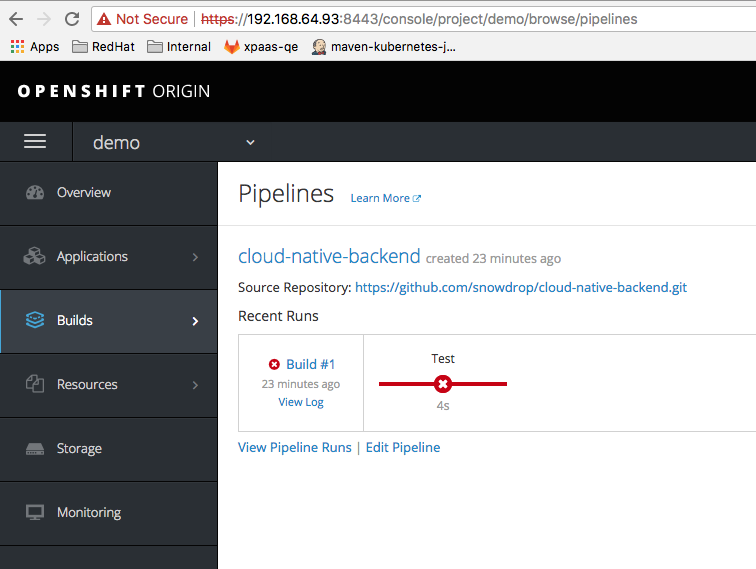 Not Secure https://192.168.64.93:8443/console/project/demo/browse/pipelines
Apps RedHat Internal xpaas-qe maven-kubernetes-j...
OPENSHIFT ORIGIN
demo
Overview
Applications
Builds
Resources
Storage
Monitoring
Pipelines Learn More
cloud-native-backend created 23 minutes ago
Source Repository: https://github.com/snowdrop/cloud-native-backend.git
Recent Runs
Build #1
23 minutes ago
View Log
Test
4s
View Pipeline Runs | Edit Pipeline